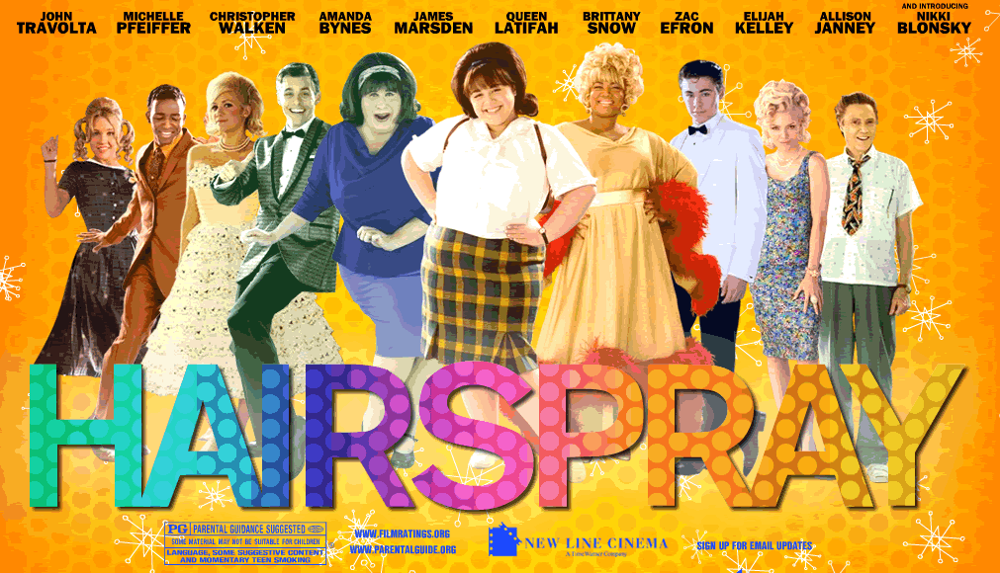 JOHN
TRAVOLTA
MICHELLE
PFEIFFER
CHRISTOPHER
WALKEN
AMANDA
BYNES
JAMES
MARSDEN
QUEEN
LATIFAH
BRITTANY
SNOW
ZAC
EFRON
ELIJAH
KELLEY
ALLISON
JANNEY
AND INTRODUCING
NIKKI
BLONSKY
HAIRSPRAY
PG PARENTAL GUIDANCE SUGGESTED
SOME MATERIAL MAY NOT BE SUITABLE FOR CHILDREN
LANGUAGE, SOME SUGGESTIVE CONTENT
AND MOMENTARY TEEN SMOKING
WWW.FILMRATINGS.ORG
WWW.PARENTALGUIDE.ORG
NEW LINE CINEMA
A Time Warner Company
SIGN UP FOR EMAIL UPDATES